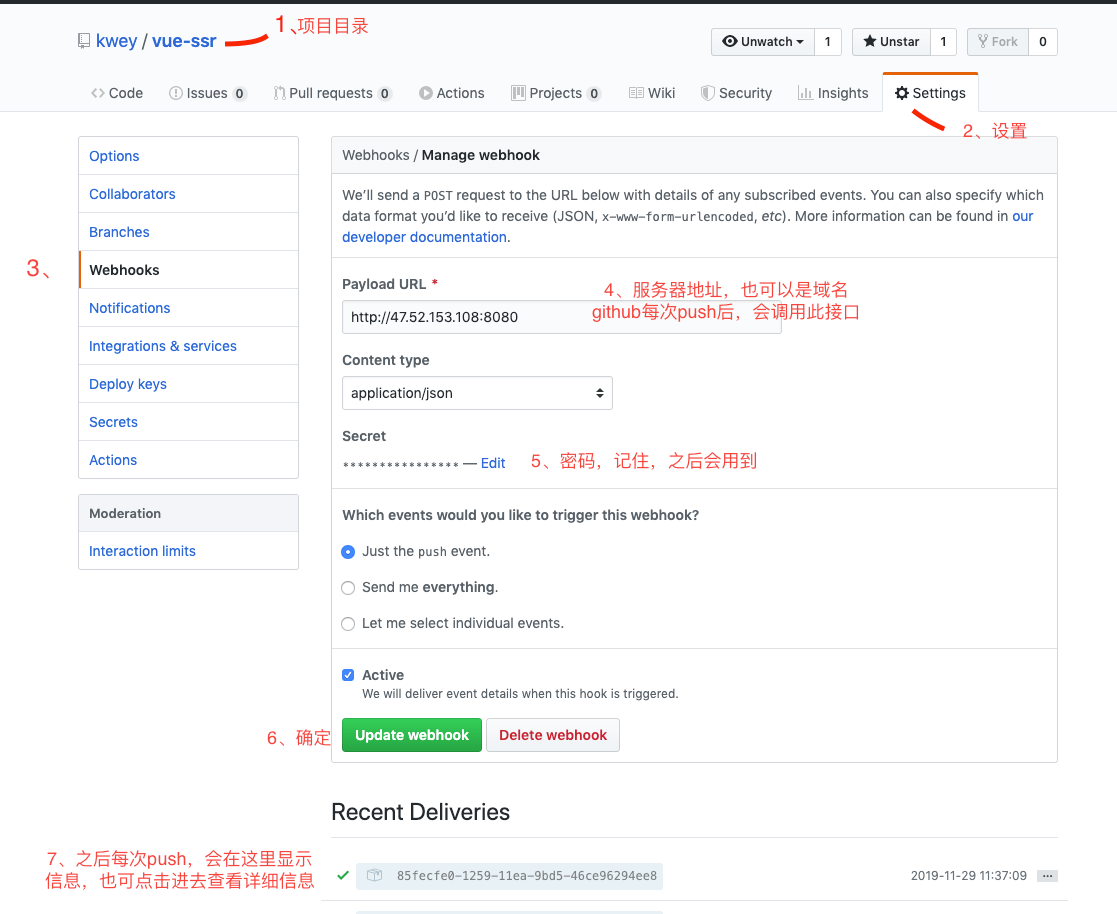 kwey / vue-ssr
1、项目目录
Unwatch 1 Unstar 1 Fork 0
Code Issues 0 Pull requests 0 Actions Projects 0 Wiki Security Insights Settings
2、设置
Options
Collaborators
Branches
3、
Webhooks
Notifications
Integrations & services
Deploy keys
Secrets
Actions
Moderation
Interaction limits
Webhooks / Manage webhook
We'll send a POST request to the URL below with details of any subscribed events. You can also specify which
data format you'd like to receive (JSON, x-www-form-urlencoded, etc). More information can be found in our
developer documentation.
Payload URL *
4、服务器地址，也可以是域名
github每次push后，会调用此接口
http://47.52.153.108:8080
Content type
application/json
Secret
**************** — Edit
5、密码，记住，之后会用到
Which events would you like to trigger this webhook?
Just the push event.
Send me everything.
Let me select individual events.
Active
We will deliver event details when this hook is triggered.
6、确定
Update webhook Delete webhook
Recent Deliveries
7、之后每次push，会在这里显示
信息，也可点击进去查看详细信息
85fecfe0-1259-11ea-9bd5-46ce96294ee8 2019-11-29 11:37:09 ...